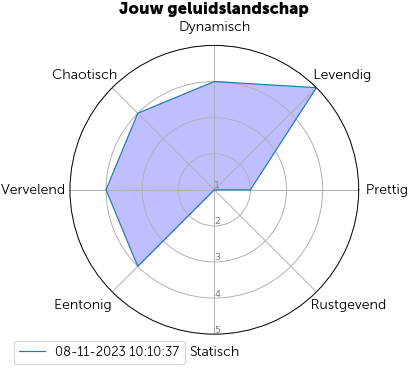 Jouw geluidslandschap
Dynamisch
Chaotisch
Levendig
Vervelend
1
Prettig
2
3
Eentonig
4
Rustgevend
5
08-11-2023 10:10:37
Statisch